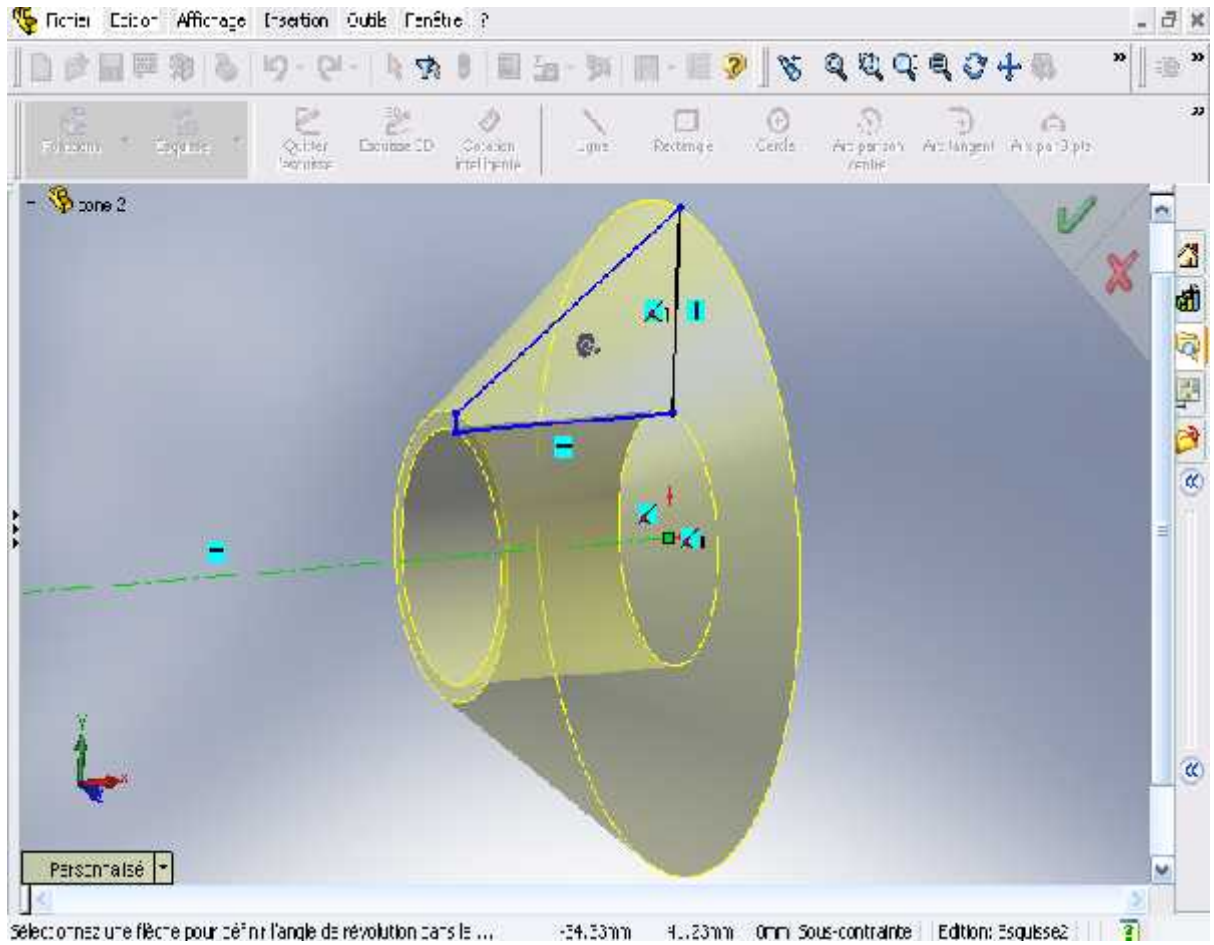 Fichier Edition Affichage Insertion Outils Fenêtre ?
Fonctions Esquisse Quitter l'esquisse Esquisse 3D Cotation intelligente Ligne Rectangle Cercle Arc par son centre Arc tangent Arc par 3 pts
cone 2
Y
x
Personnalisé
Sélectionnez une flèche pour définir l'angle de révolution dans le ... 0mm Sous-contrainte Edition: Esquisse2